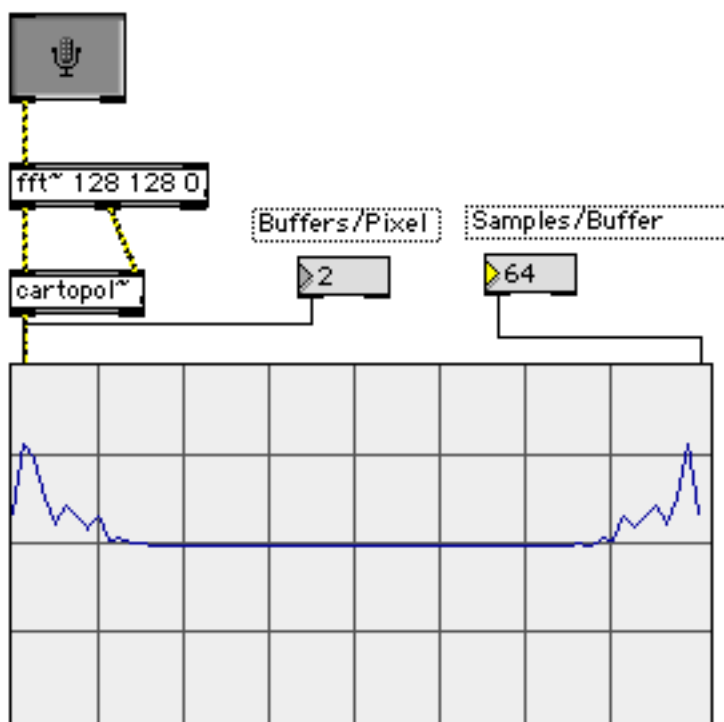 fft~ 128 128 0
Buffers/Pixel
Samples/Buffer
cartopol~
2
64